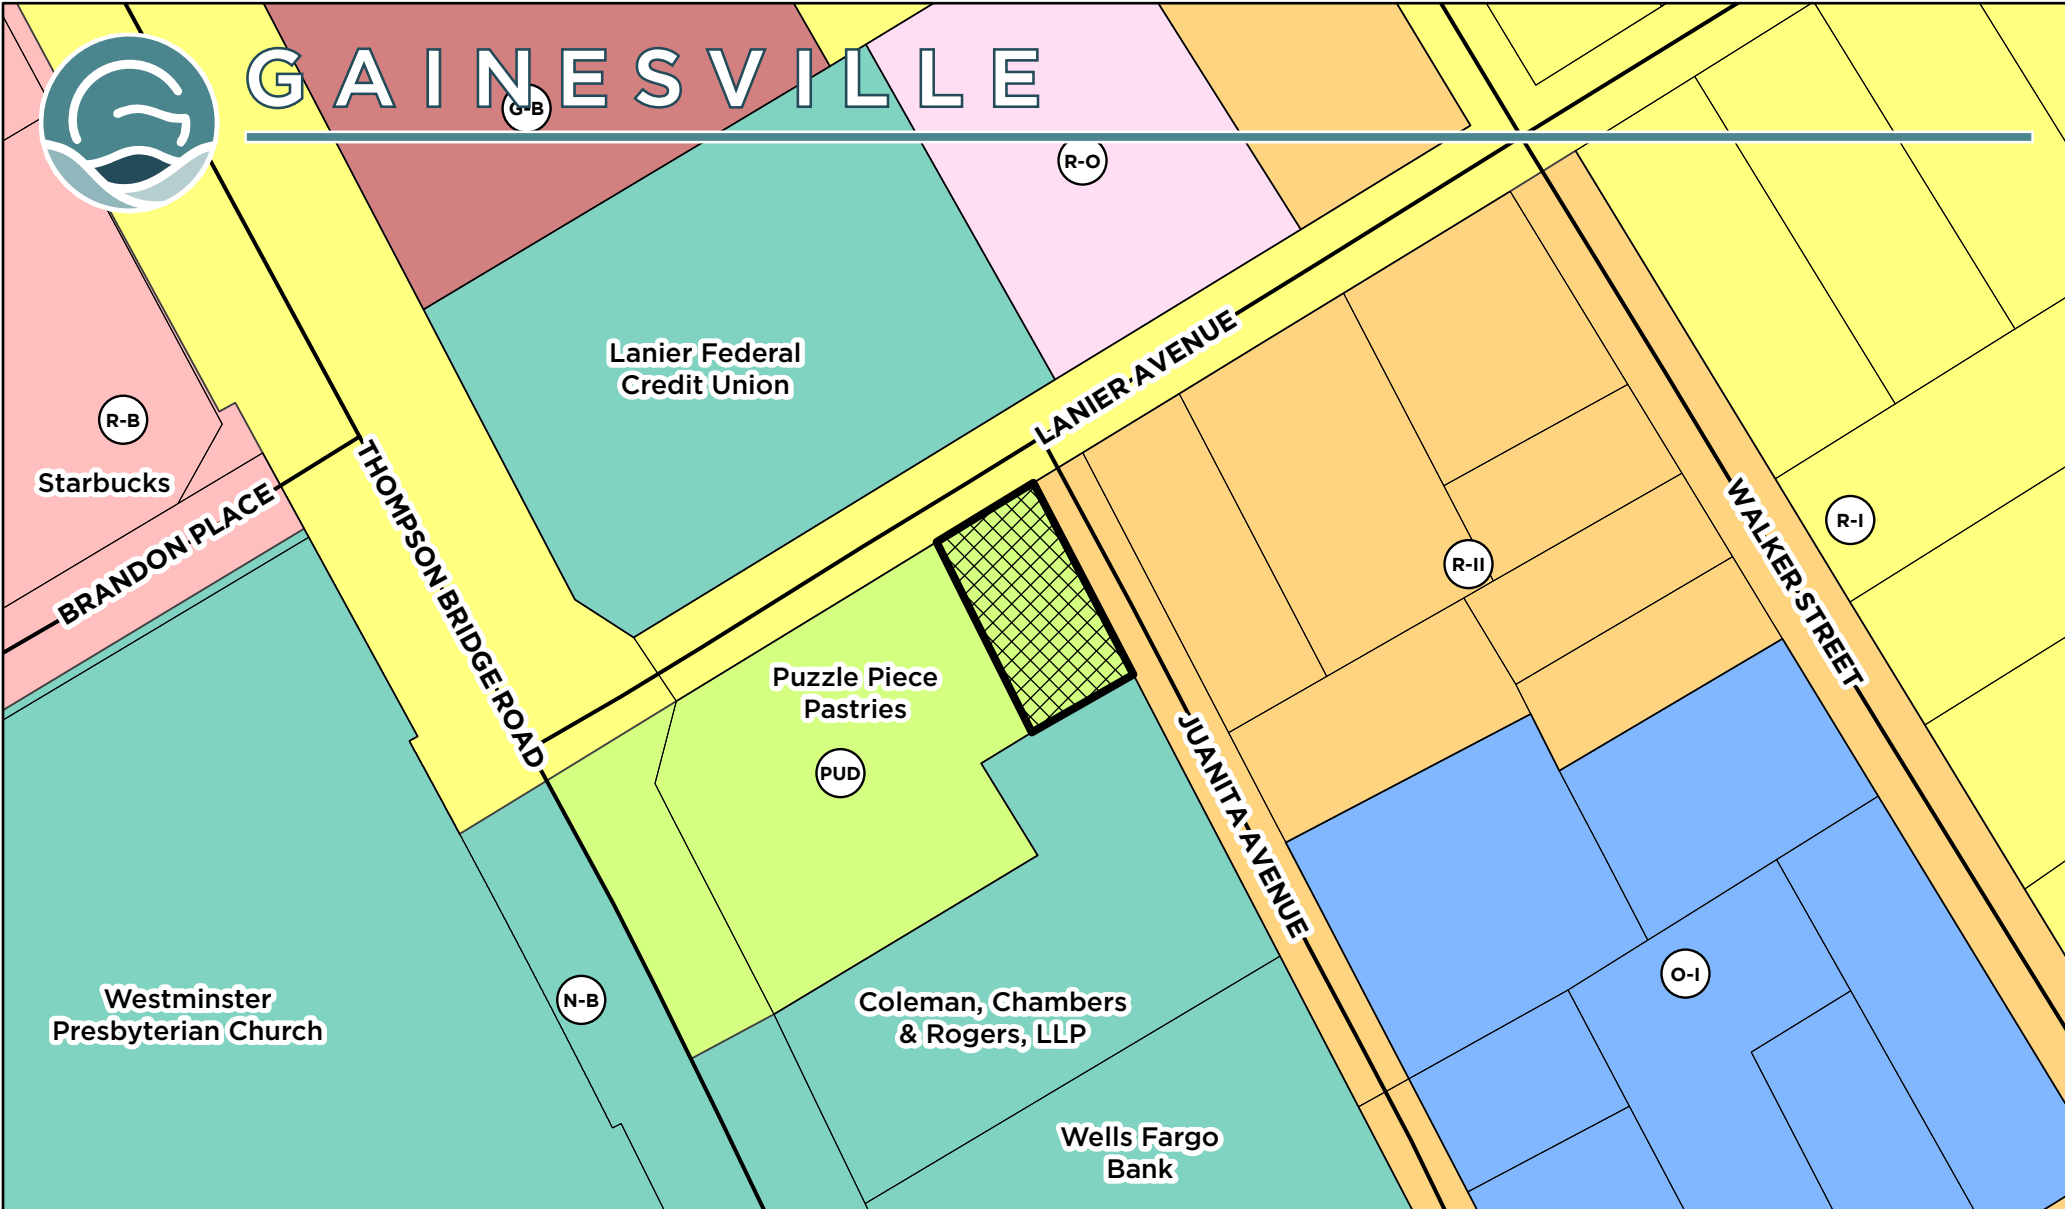 GAINESVILLE
G-B
R-O
Lanier Federal
Credit Union
LANIER AVENUE
R-B
Starbucks
BRANDON PLACE
THOMPSON BRIDGE ROAD
WALKER STREET
R-I
R-II
Puzzle Piece
Pastries
PUD
JUANITA AVENUE
O-I
Westminster
Presbyterian Church
N-B
Coleman, Chambers
& Rogers, LLP
Wells Fargo
Bank